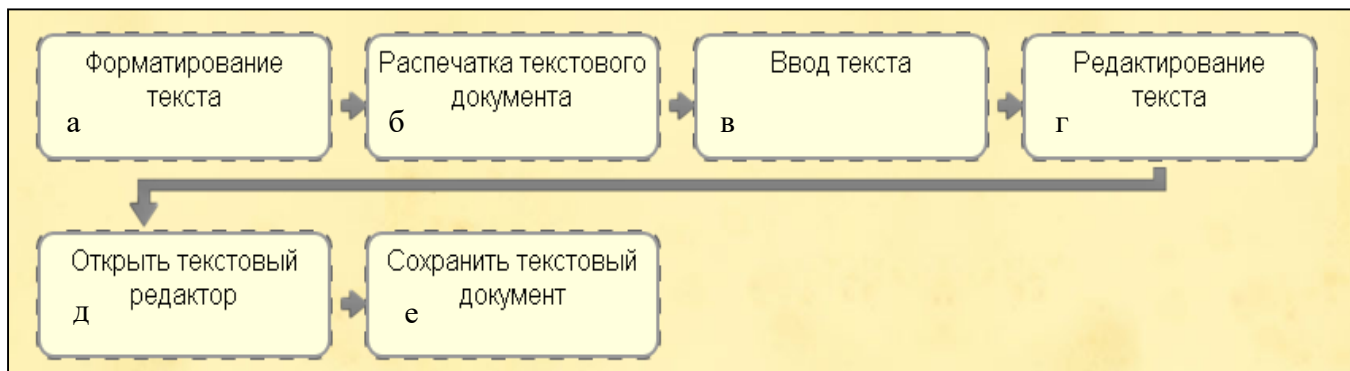 Форматирование
текста
а
Распечатка текстового
документа
б
Ввод текста
в
Редактирование
текста
г
Открыть текстовый
редактор
д
Сохранить текстовый
документ
е